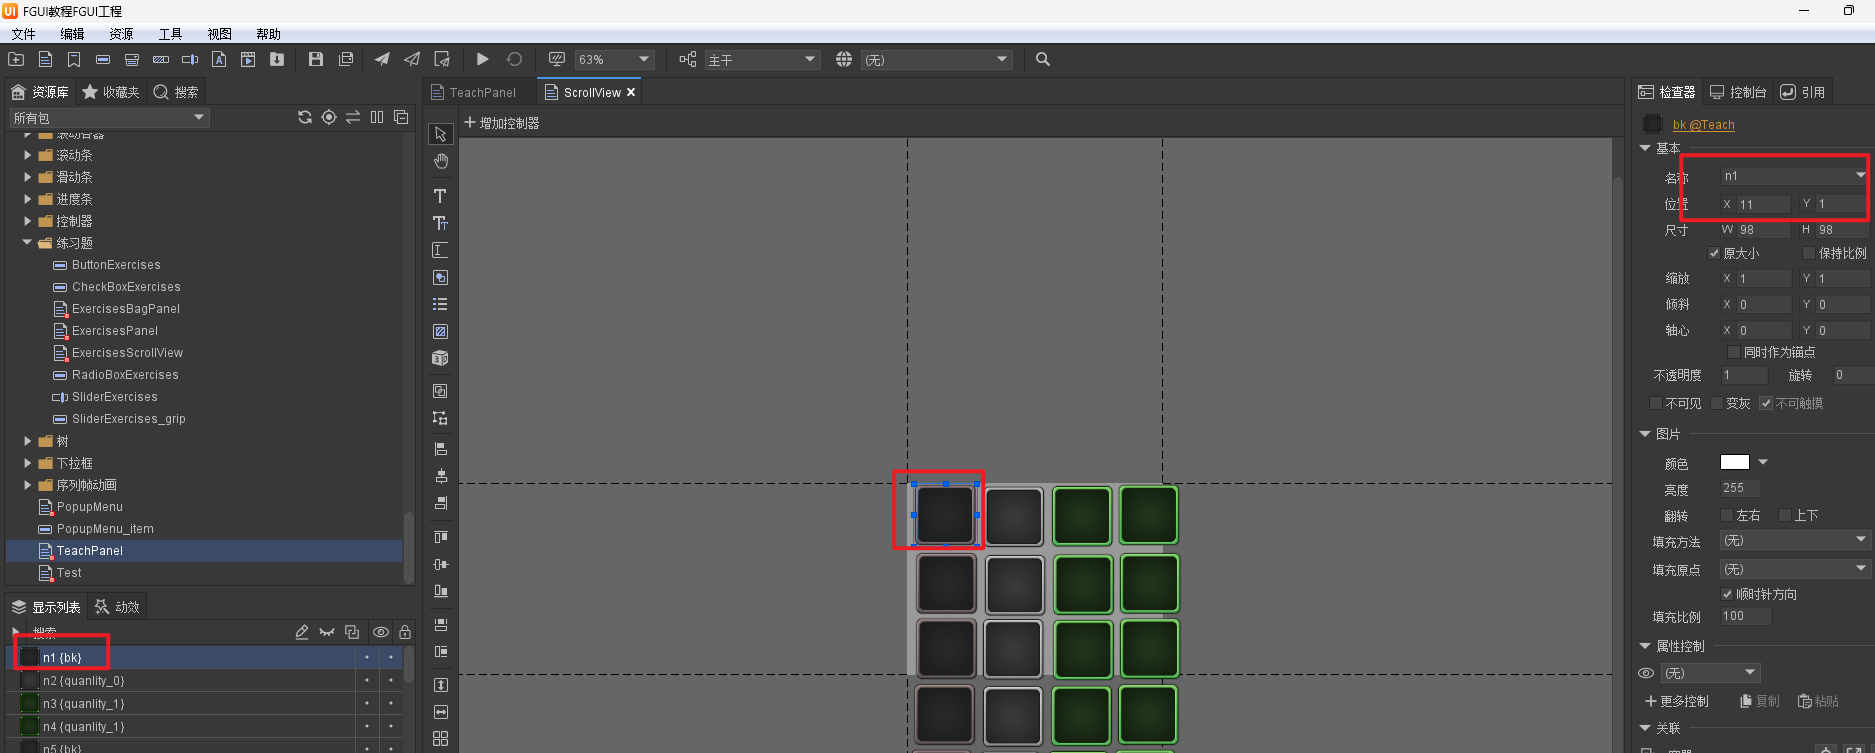 FGUI教程FGUI工程
文件 编辑 资源 工具 视图 帮助
63% 主干 (无)
资源库 收藏夹 搜索
TeachPanel ScrollView
检查器 控制台 引用
所有包
增加控制器
bk @Teach
滚动容器
滚动条
滑动条
进度条
控制器
练习题
ButtonExercises
CheckBoxExercises
ExercisesBagPanel
ExercisesPanel
ExercisesScrollView
RadioBoxExercises
SliderExercises
SliderExercises_grip
树
下拉框
序列帧动画
PopupMenu
PopupMenu_item
TeachPanel
Test
显示列表 动效
搜索
n1 {bk}
n2 {quanlity_0}
n3 {quanlity_1}
n4 {quanlity_1}
n5 {bk}
基本
名称 n1
位置 X 11 Y 1
尺寸 W 98 H 98
原大小 保持比例
缩放 X 1 Y 1
倾斜 X 0 Y 0
轴心 X 0 Y 0
同时作为锚点
不透明度 1 旋转 0
不可见 变灰 不可触摸
图片
颜色
亮度 255
翻转 左右 上下
填充方法 (无)
填充原点 (无)
顺时针方向
填充比例 100
属性控制
(无)
更多控制 复制 粘贴
关联